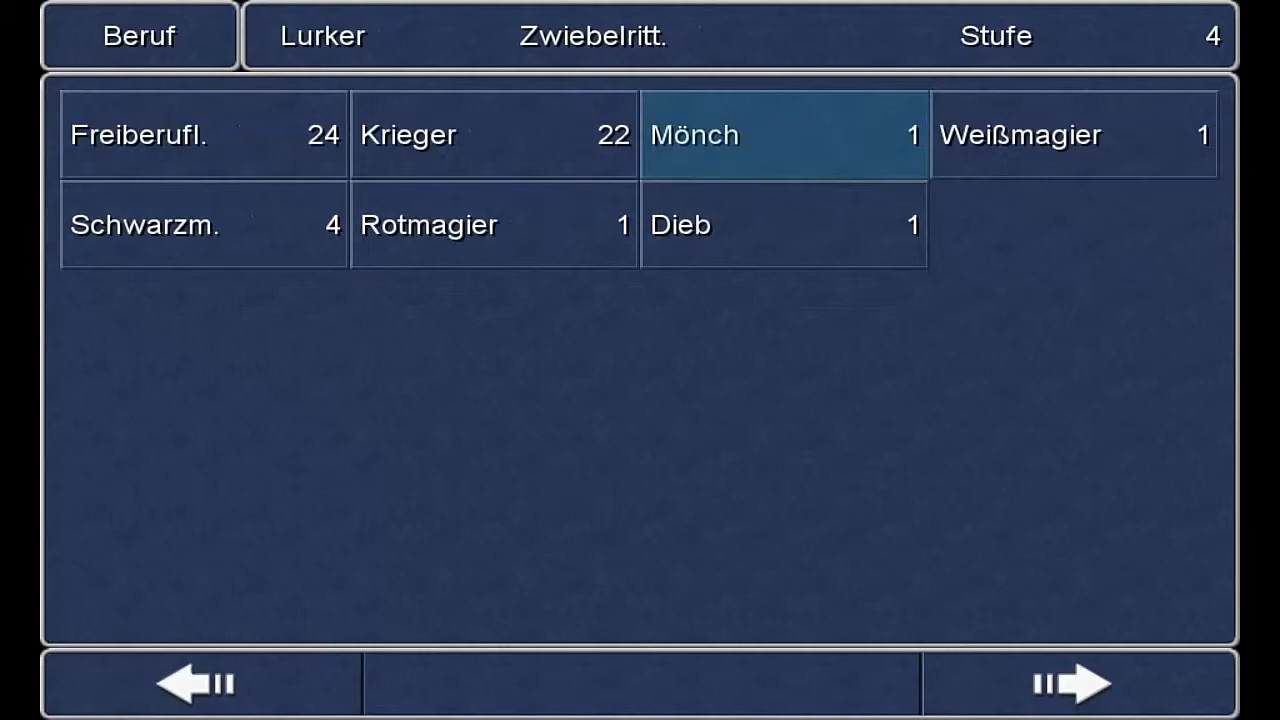 Beruf Lurker Zwiebelritt. Stufe 4
Freiberufl. 24 Krieger 22 Mönch 1 Weißmagier 1
Schwarzm. 4 Rotmagier 1 Dieb 1